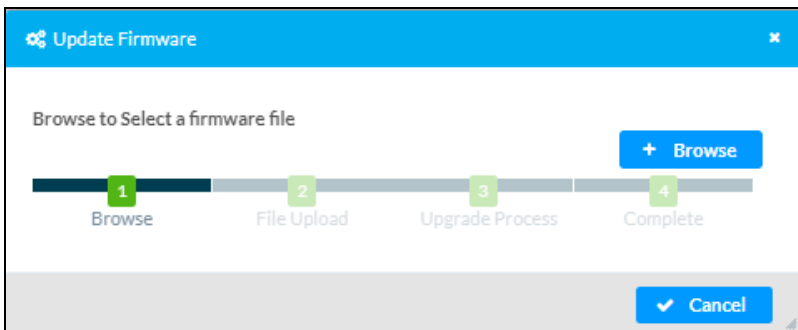 Update Firmware
Browse to Select a firmware file
+ Browse
1 2 3 4
Browse File Upload Upgrade Process Complete
Cancel